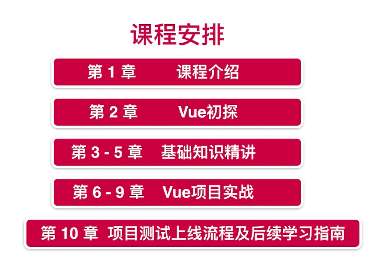 课程安排
第 1 章 课程介绍
第 2 章 Vue初探
第 3 - 5 章 基础知识精讲
第 6 - 9 章 Vue项目实战
第 10 章 项目测试上线流程及后续学习指南